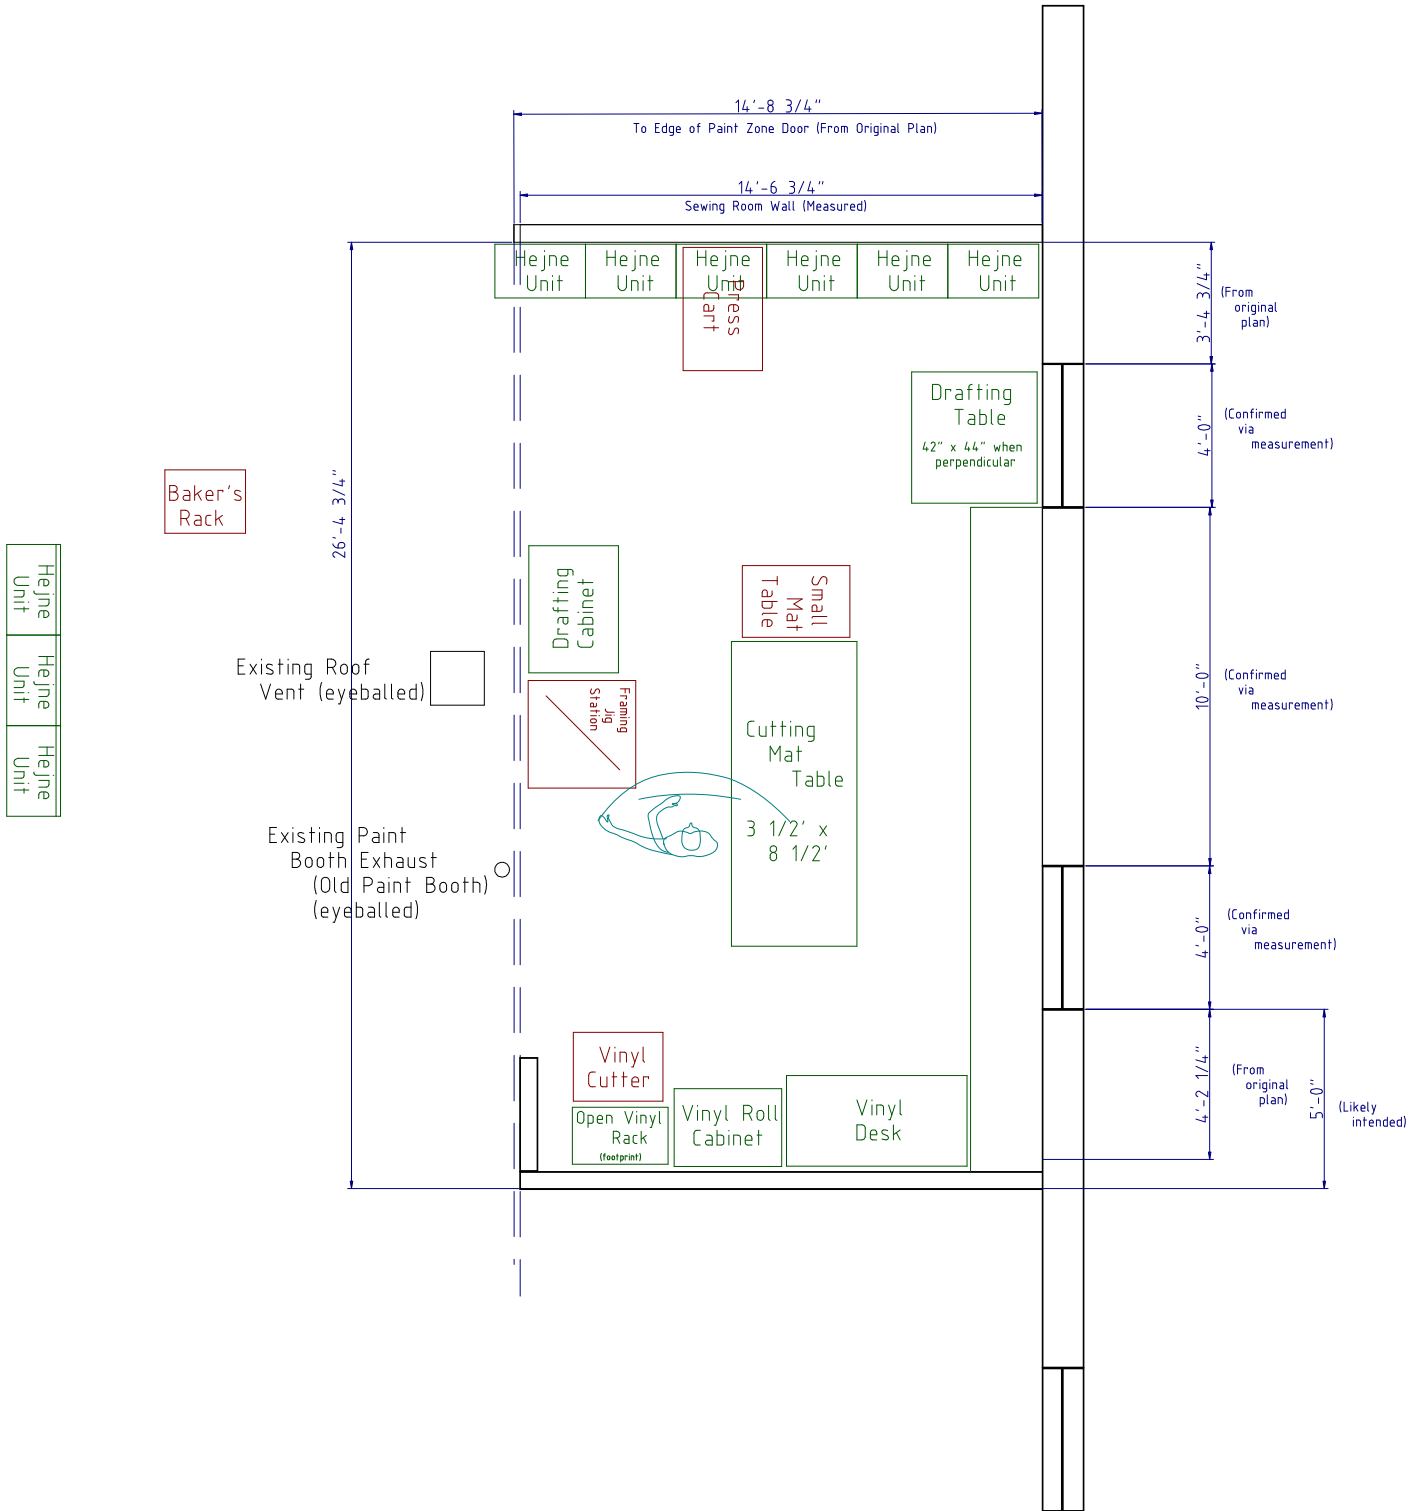 14'-8 3/4"
To Edge of Paint Zone Door (From Original Plan)
14'-6 3/4"
Sewing Room Wall (Measured)
Hejne
Unit
Hejne
Unit
Hejne
Unit
Hejne
Unit
Hejne
Unit
Hejne
Unit
Press
Cart
3'-4 3/4"
(From
original
plan)
Drafting
Table
42" x 44" when
perpendicular
4'-0"
(Confirmed
via
measurement)
Baker's
Rack
26'-4 3/4"
Hejne
Unit
Hejne
Unit
Hejne
Unit
Drafting
Cabinet
Small
Mat
Table
Existing Roof
Vent (eyeballed)
Framing
Jig
Station
10'-0"
(Confirmed
via
measurement)
Cutting
Mat
Table
3 1/2' x
8 1/2'
Existing Paint
Booth Exhaust
(Old Paint Booth)
(eyeballed)
4'-0"
(Confirmed
via
measurement)
Vinyl
Cutter
Open Vinyl
Rack
(footprint)
Vinyl Roll
Cabinet
Vinyl
Desk
4'-2 1/4"
(From
original
plan)
5'-0"
(Likely
intended)